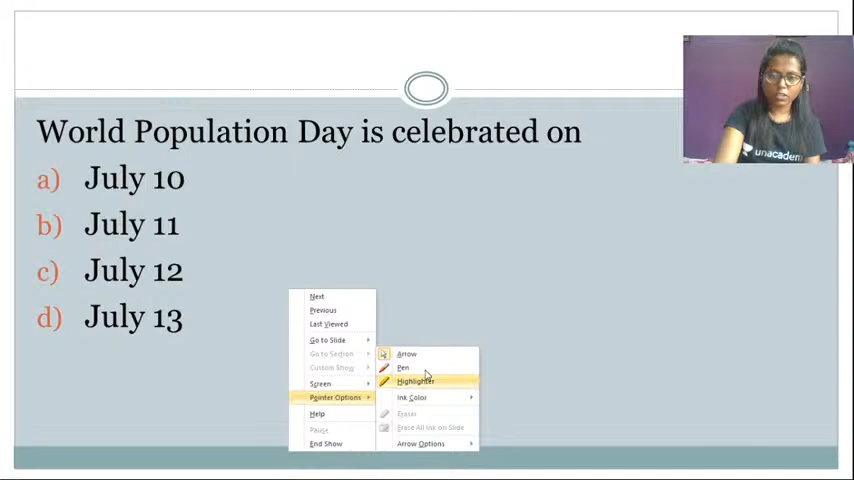 World Population Day is celebrated on
a) July 10
b) July 11
c) July 12
d) July 13
unacadem
Next
Previous
Last Viewed
Go to Slide
Go to Section
Custom Show
Screen
Pointer Options
Help
Pause
End Show
Arrow
Pen
Highlighter
Ink Color
Eraser
Erase All Ink on Slide
Arrow Options